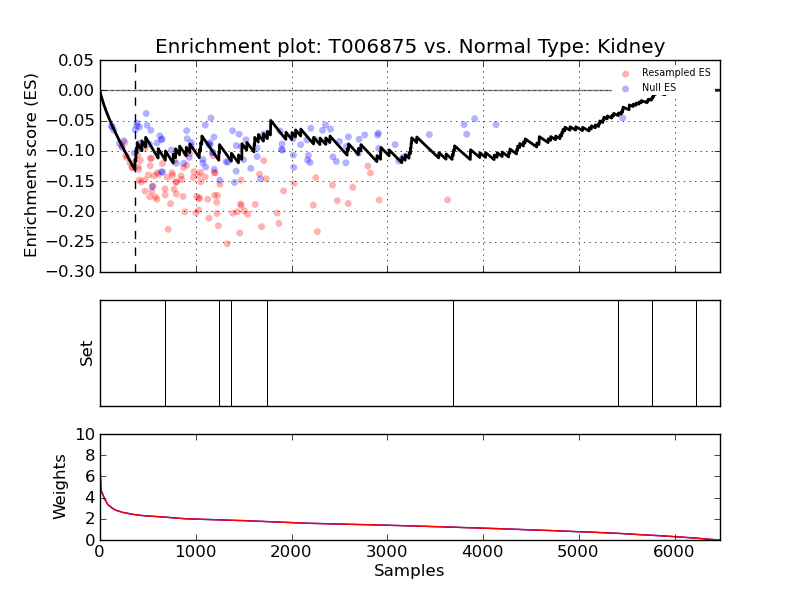 Enrichment plot: T006875 vs. Normal Type: Kidney
Enrichment score (ES)
0.05
0.00
−0.05
−0.10
−0.15
−0.20
−0.25
−0.30
Resampled ES
Null ES
Set
Weights
10
8
6
4
2
0
0 1000 2000 3000 4000 5000 6000
Samples